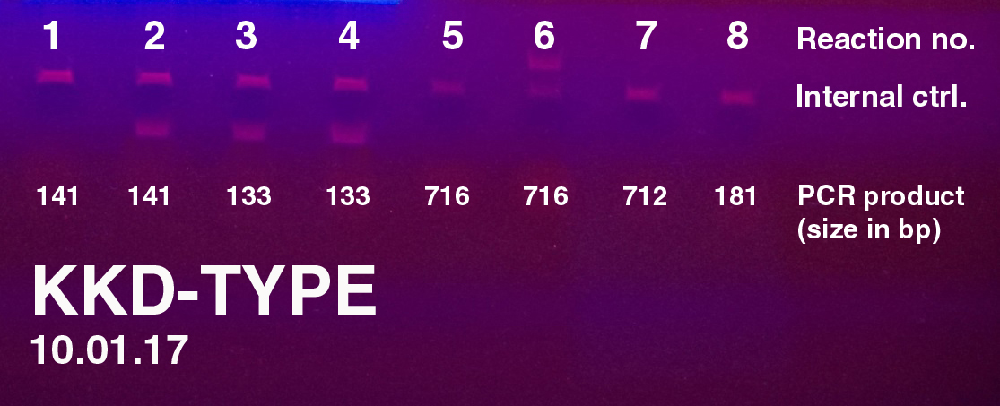 1 2 3 4 5 6 7 8 Reaction no.
Internal ctrl.
141 141 133 133 716 716 712 181 PCR product
(size in bp)
KKD-TYPE
10.01.17